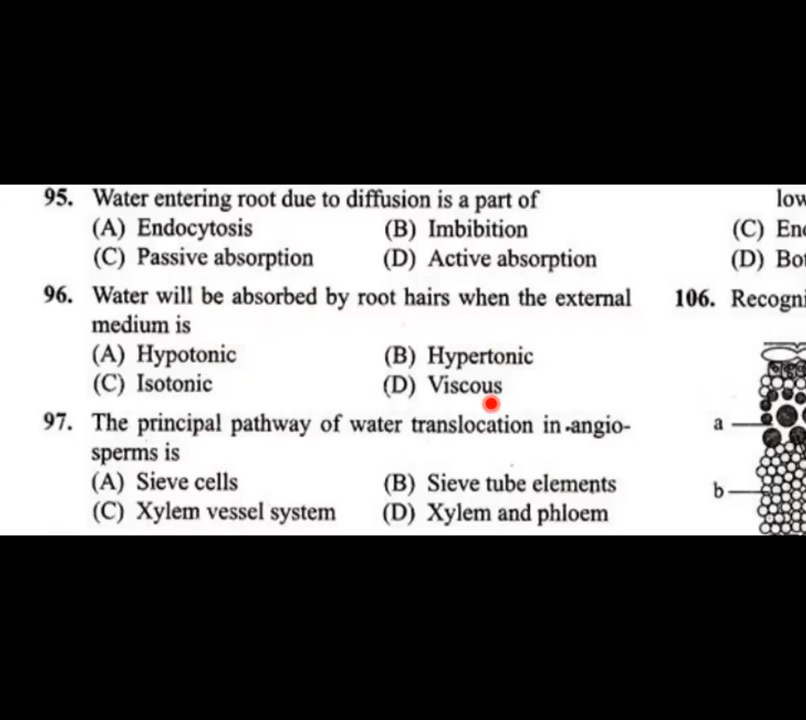 95. Water entering root due to diffusion is a part of
(A) Endocytosis (B) Imbibition
(C) Passive absorption (D) Active absorption
96. Water will be absorbed by root hairs when the external
medium is
(A) Hypotonic (B) Hypertonic
(C) Isotonic (D) Viscous
97. The principal pathway of water translocation in angio-
sperms is
(A) Sieve cells (B) Sieve tube elements
(C) Xylem vessel system (D) Xylem and phloem
(C)
(D)
106.
a
b